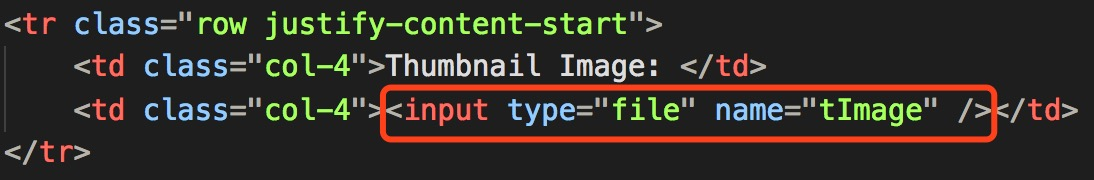 <tr class="row justify-content-start">
    <td class="col-4">Thumbnail Image: </td>
    <td class="col-4"><input type="file" name="tImage" /></td>
</tr>